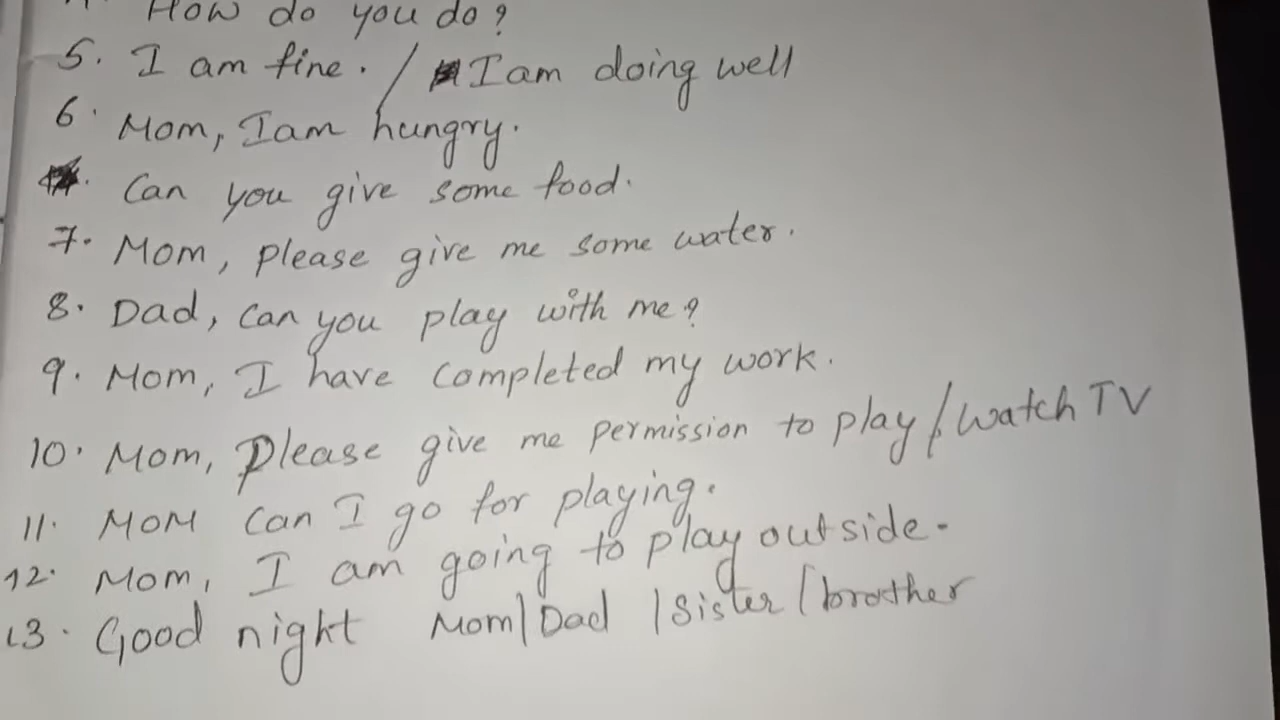 How do you do?
5. I am fine. / I am doing well
6. Mom, I am hungry.
Can you give some food.
7. Mom, please give me some water.
8. Dad, can you play with me?
9. Mom, I have completed my work.
10. Mom, Please give me permission to play / watch TV
11. MOM can I go for playing.
12. Mom, I am going to play outside.
13. Good night Mom|Dad |Sister/brother